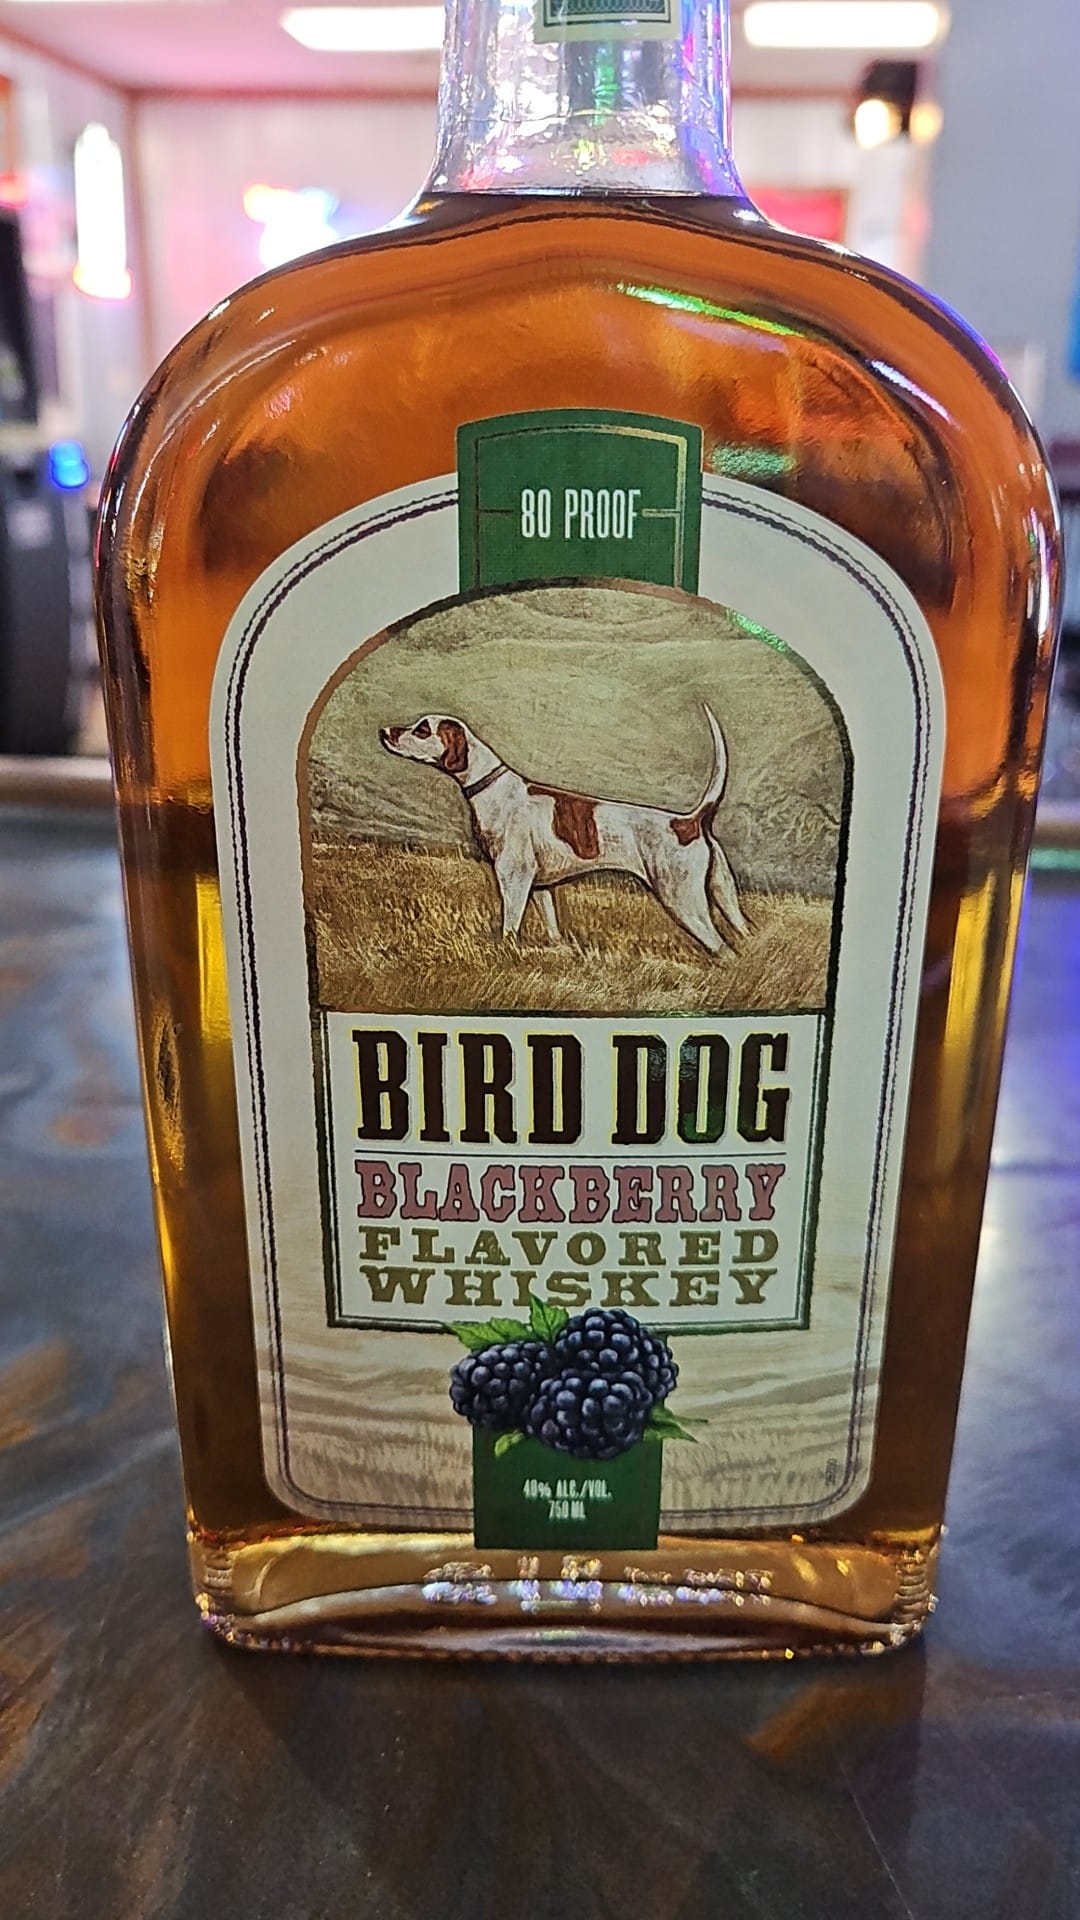 80 PROOF
BIRD DOG
BLACKBERRY
FLAVORED
WHISKEY
40% ALC./VOL.
750 ML